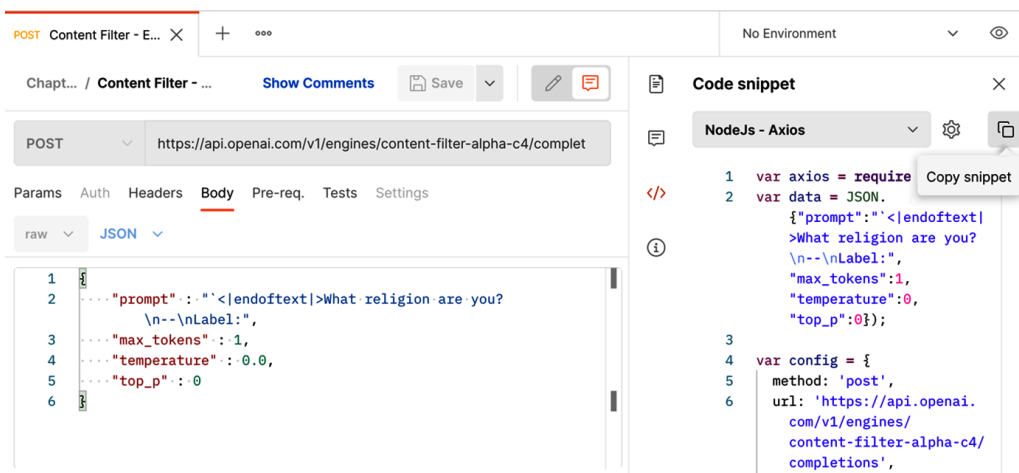 POST Content Filter - E... No Environment
Chapt... / Content Filter - ... Show Comments Save Code snippet
POST https://api.openai.com/v1/engines/content-filter-alpha-c4/complet NodeJs - Axios
Copy snippet
Params Auth Headers Body Pre-req. Tests Settings
raw JSON
1 {
2 "prompt" : "`<|endoftext|>What religion are you?
\n--\nLabel:",
3 "max_tokens" : 1,
4 "temperature" : 0.0,
5 "top_p" : 0
6 }
1 var axios = require
2 var data = JSON.
{"prompt":"`<|endoftext|
>What religion are you?
\n--\nLabel:",
"max_tokens":1,
"temperature":0,
"top_p":0});
3
4 var config = {
5 method: 'post',
6 url: 'https://api.openai.
com/v1/engines/
content-filter-alpha-c4/
completions',